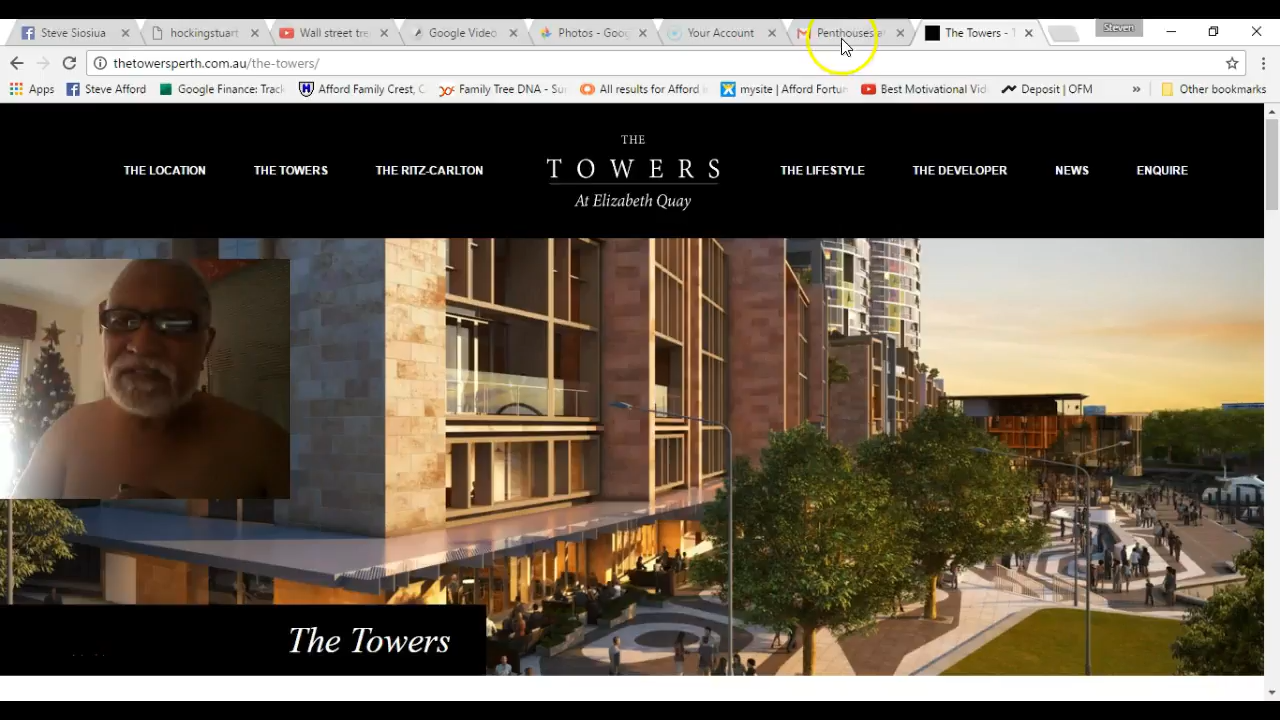 Steve Siosiua
hockingstuart
Wall street tre
Google Video
Photos - Goog
Your Account
Penthouses a
The Towers - T
Steven
thetowersperth.com.au/the-towers/
Apps
Steve Afford
Google Finance: Track
Afford Family Crest, C
Family Tree DNA - Su
All results for Afford
mysite | Afford Fortun
Best Motivational Vid
Deposit | OFM
»
Other bookmarks
THE LOCATION
THE TOWERS
THE RITZ-CARLTON
THE
TOWERS
At Elizabeth Quay
THE LIFESTYLE
THE DEVELOPER
NEWS
ENQUIRE
The Towers